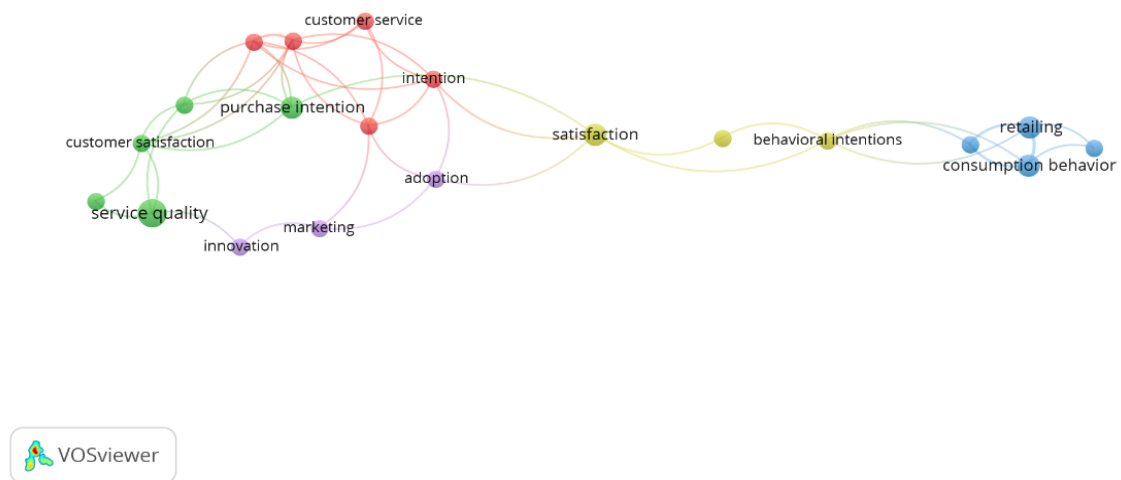 customer service
intention
purchase intention
satisfaction
retailing
customer satisfaction
behavioral intentions
consumption behavior
adoption
service quality
marketing
innovation
VOSviewer